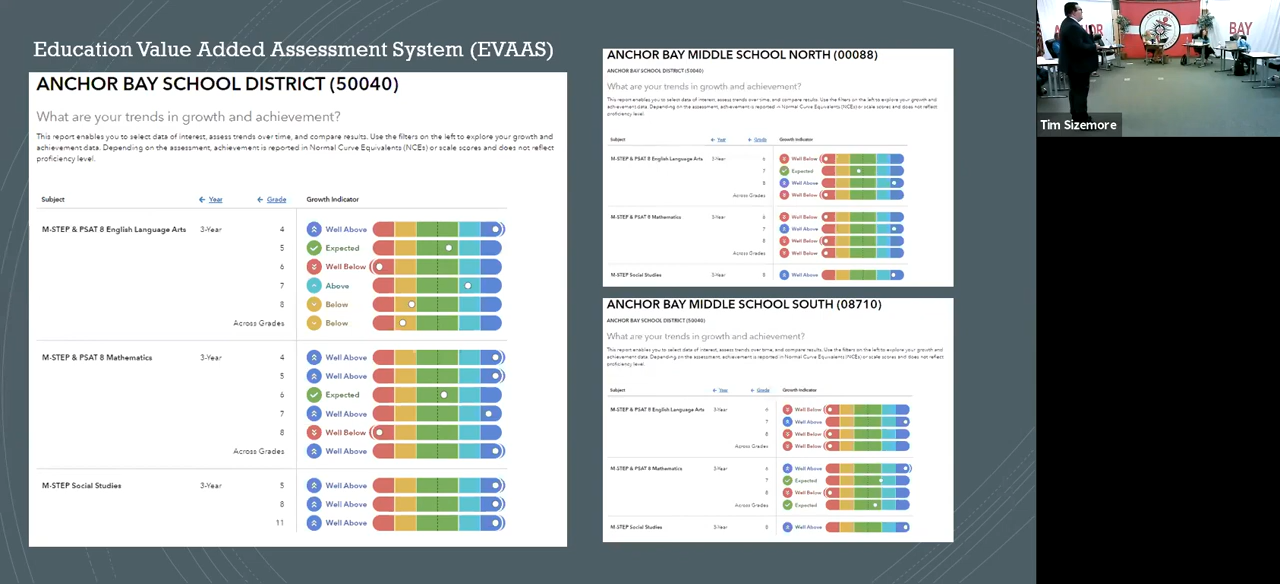 Education Value Added Assessment System (EVAAS)
ANCHOR BAY SCHOOL DISTRICT (50040)
What are your trends in growth and achievement?
This report enables you to select data of interest, assess trends over time, and compare results. Use the filters on the left to explore your growth and
achievement data. Depending on the assessment, achievement is reported in Normal Curve Equivalents (NCEs) or scale scores and does not reflect
proficiency level.
Subject Year Grade Growth Indicator
M-STEP & PSAT 8 English Language Arts 3-Year 4 Well Above
5 Expected
6 Well Below
7 Above
8 Below
Across Grades Below
M-STEP & PSAT 8 Mathematics 3-Year 4 Well Above
5 Well Above
6 Expected
7 Well Above
8 Well Below
Across Grades Well Above
M-STEP Social Studies 3-Year 5 Well Above
8 Well Above
11 Well Above
ANCHOR BAY MIDDLE SCHOOL NORTH (00088)
ANCHOR BAY SCHOOL DISTRICT (50040)
What are your trends in growth and achievement?
This report enables you to select data of interest, assess trends over time, and compare results. Use the filters on the left to explore your growth and
achievement data. Depending on the assessment, achievement is reported in Normal Curve Equivalents (NCEs) or scale scores and does not reflect
proficiency level.
Subject Year Grade Growth Indicator
M-STEP & PSAT 8 English Language Arts 3-Year 6 Well Below
7 Expected
8 Well Above
Across Grades Well Below
M-STEP & PSAT 8 Mathematics 3-Year 6 Well Below
7 Well Above
8 Well Below
Across Grades Well Below
M-STEP Social Studies 3-Year 8 Well Above
ANCHOR BAY MIDDLE SCHOOL SOUTH (08710)
ANCHOR BAY SCHOOL DISTRICT (50040)
What are your trends in growth and achievement?
This report enables you to select data of interest, assess trends over time, and compare results. Use the filters on the left to explore your growth and
achievement data. Depending on the assessment, achievement is reported in Normal Curve Equivalents (NCEs) or scale scores and does not reflect
proficiency level.
Subject Year Grade Growth Indicator
M-STEP & PSAT 8 English Language Arts 3-Year 6 Well Below
7 Well Above
8 Well Below
Across Grades Well Below
M-STEP & PSAT 8 Mathematics 3-Year 6 Well Above
7 Expected
8 Well Below
Across Grades Expected
M-STEP Social Studies 3-Year 8 Well Above
BAY
Tim Sizemore